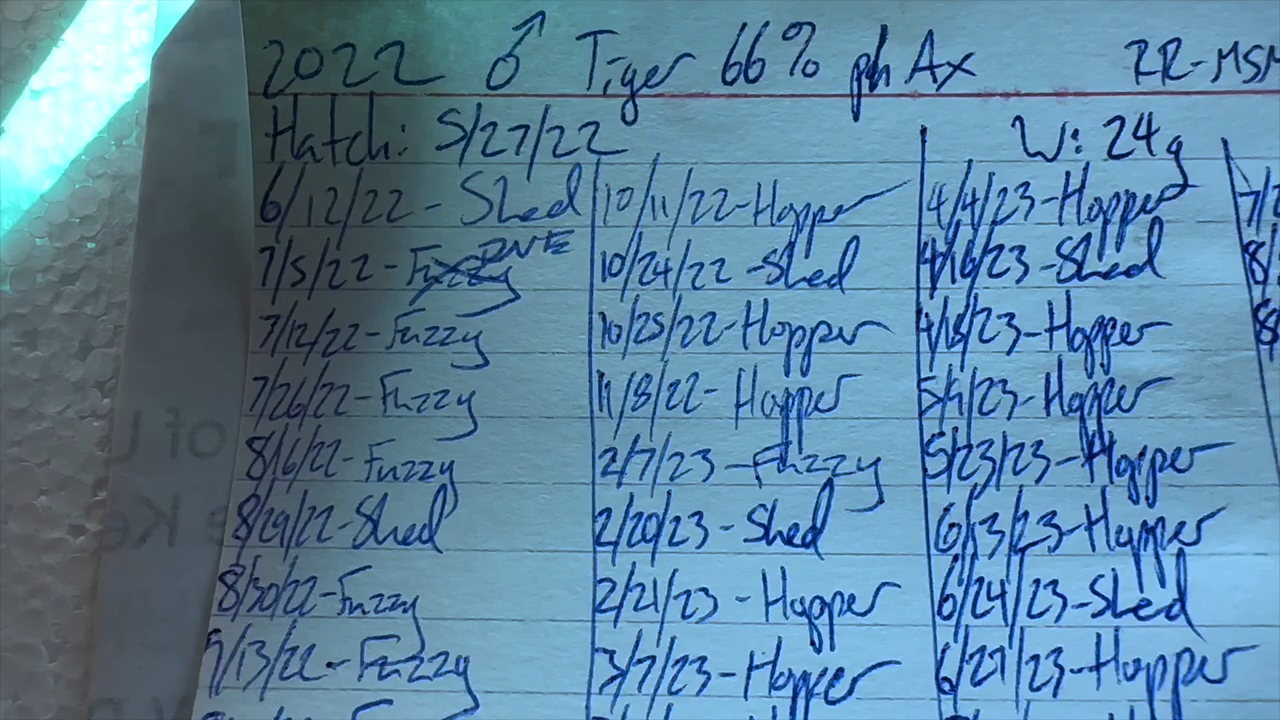 2022 ♂ Tiger 66% ph Ax RR-MSM
Hatch: 5/27/22 W: 24g
6/12/22 - Shed
7/5/22 - Fuzzy DNE
7/12/22 - Fuzzy
7/26/22 - Fuzzy
8/16/22 - Fuzzy
8/29/22 - Shed
8/30/22 - Fuzzy
9/13/22 - Fuzzy
10/11/22 - Hopper
10/24/22 - Shed
10/25/22 - Hopper
11/8/22 - Hopper
2/7/23 - Fuzzy
2/20/23 - Shed
2/21/23 - Hopper
3/7/23 - Hopper
4/4/23 - Hopper
4/16/23 - Shed
4/18/23 - Hopper
Hopper
5/23/23 - Hopper
6/13/23 - Hopper
6/24/23 - Shed
6/27/23 - Hopper